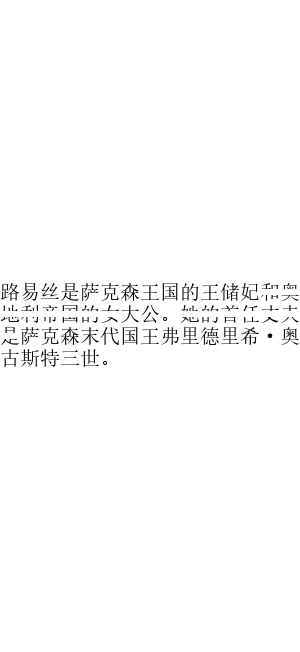 路易丝是萨克森王国的王储妃和奥
地利帝国的女大公。她的首任丈夫
是萨克森末代国王弗里德里希·奥
古斯特三世。